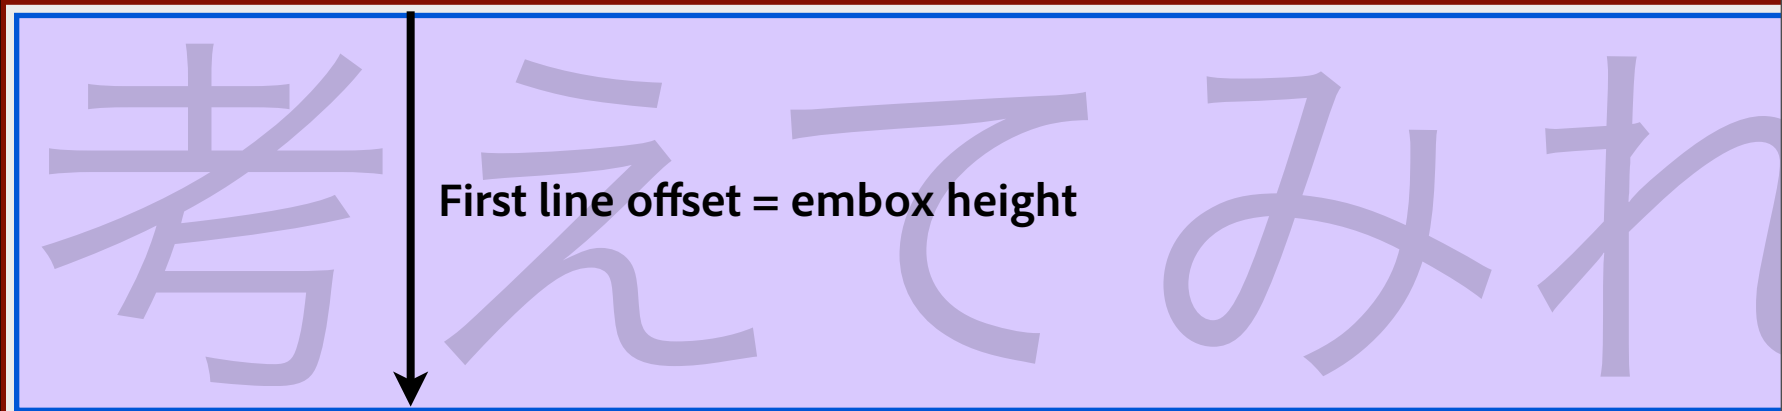 考えてみれ
First line offset = embox height